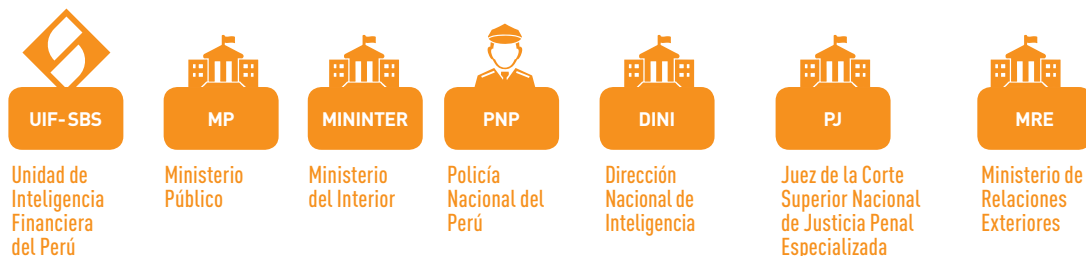 UIF-SBS
Unidad de
Inteligencia
Financiera
del Perú
MP
Ministerio
Público
MININTER
Ministerio
del Interior
PNP
Policía
Nacional del
Perú
DINI
Dirección
Nacional de
Inteligencia
PJ
Juez de la Corte
Superior Nacional
de Justicia Penal
Especializada
MRE
Ministerio de
Relaciones
Exteriores